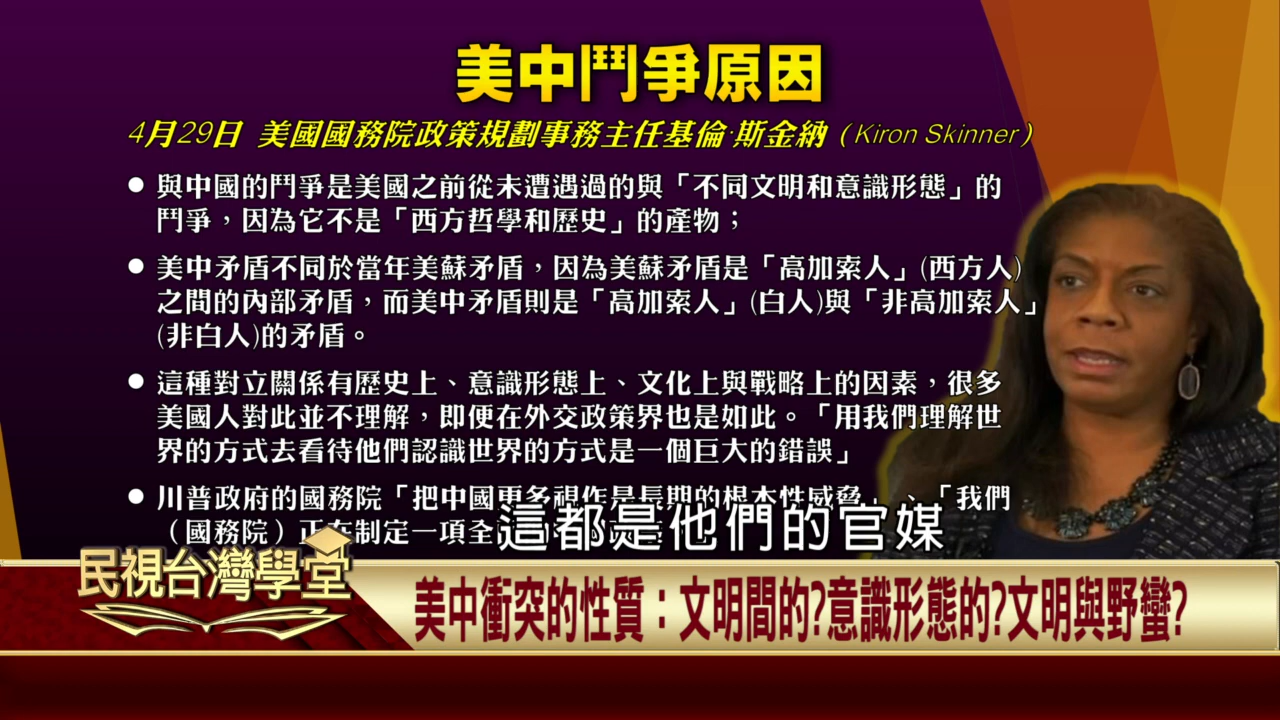 美中鬥爭原因
4月29日 美國國務院政策規劃事務主任基倫·斯金納（Kiron Skinner）
● 與中國的鬥爭是美國之前從未遭遇過的與「不同文明和意識形態」的
鬥爭，因為它不是「西方哲學和歷史」的產物；
● 美中矛盾不同於當年美蘇矛盾，因為美蘇矛盾是「高加索人」(西方人)
之間的內部矛盾，而美中矛盾則是「高加索人」(白人)與「非高加索人」
(非白人)的矛盾。
● 這種對立關係有歷史上、意識形態上、文化上與戰略上的因素，很多
美國人對此並不理解，即便在外交政策界也是如此。「用我們理解世
界的方式去看待他們認識世界的方式是一個巨大的錯誤」
● 川普政府的國務院「把中國更多視作是長期的根本性威脅」、「我們
（國務院）正在制定一項全
這都是他們的官媒
民視台灣學堂
美中衝突的性質：文明間的?意識形態的?文明與野蠻?